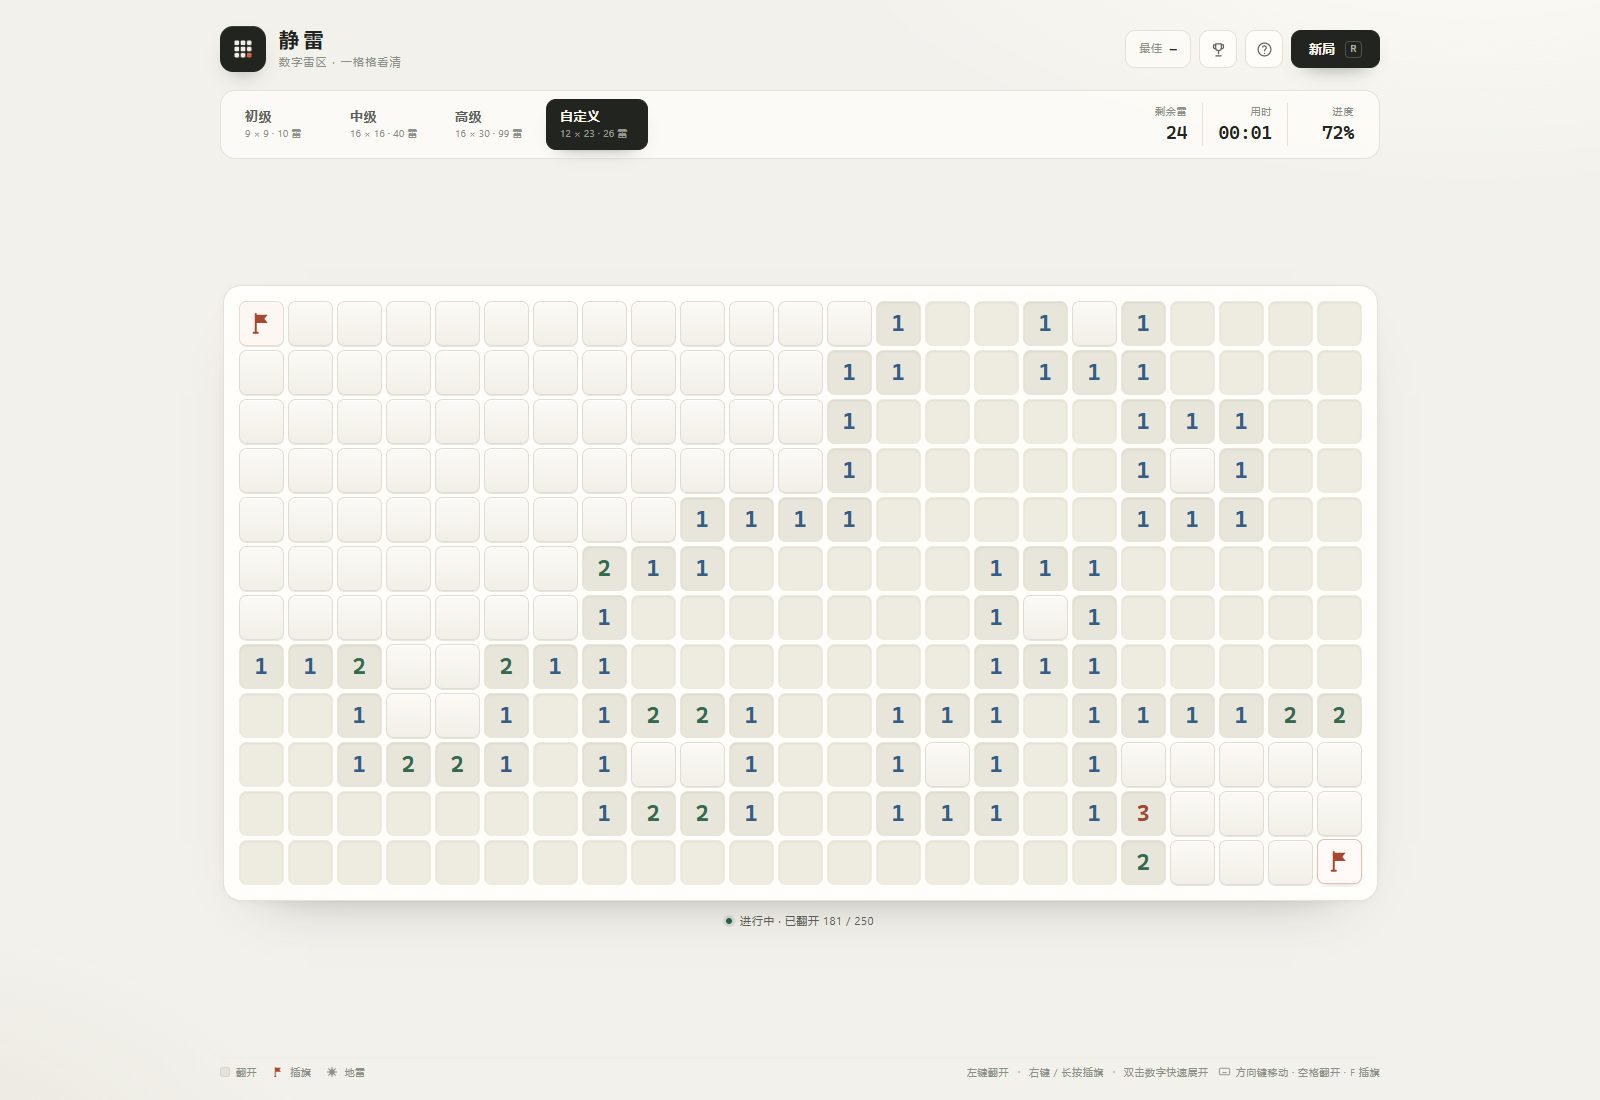 静雷
数字雷区 · 一格格看清
最佳 –
新局 R
初级
9 × 9 · 10 雷
中级
16 × 16 · 40 雷
高级
16 × 30 · 99 雷
自定义
12 × 23 · 26 雷
剩余雷
24
用时
00:01
进度
72%
1 1 1
1 1 1 1 1
1 1 1 1
1 1 1
1 1 1 1 1 1 1
2 1 1 1 1 1
1 1 1
1 1 2 2 1 1 1 1 1
1 1 1 2 2 1 1 1 1 1 1 1 1 2 2
1 2 2 1 1 1 1 1 1
1 2 2 1 1 1 1 1 3
2
进行中 · 已翻开 181 / 250
翻开 插旗 地雷
左键翻开 · 右键 / 长按插旗 · 双击数字快速展开 方向键移动 · 空格翻开 · F 插旗